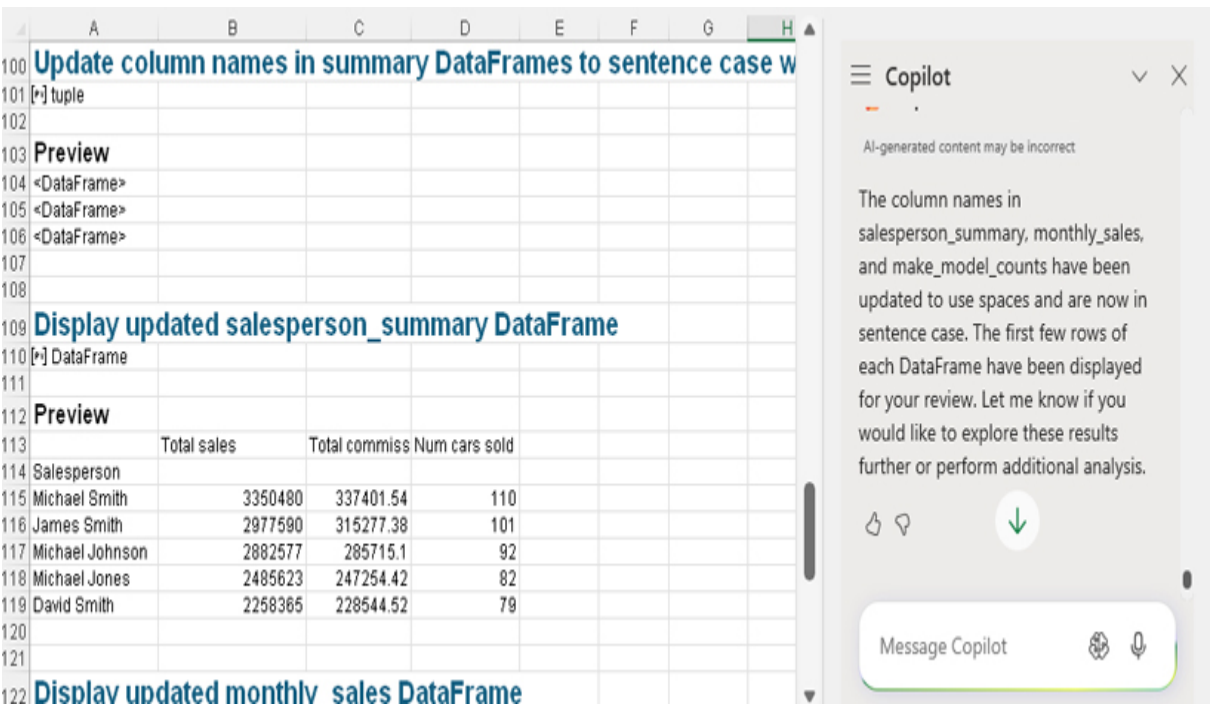 A B C D E F G H
100 Update column names in summary DataFrames to sentence case w
101 tuple
102
103 Preview
104 <DataFrame>
105 <DataFrame>
106 <DataFrame>
107
108
109 Display updated salesperson_summary DataFrame
110 DataFrame
111
112 Preview
113 Total sales Total commiss Num cars sold
114 Salesperson
115 Michael Smith 3350480 337401.54 110
116 James Smith 2977590 315277.38 101
117 Michael Johnson 2882577 285715.1 92
118 Michael Jones 2485623 247254.42 82
119 David Smith 2258365 228544.52 79
120
121
122 Display updated monthly_sales DataFrame
Copilot
AI-generated content may be incorrect
The column names in
salesperson_summary, monthly_sales,
and make_model_counts have been
updated to use spaces and are now in
sentence case. The first few rows of
each DataFrame have been displayed
for your review. Let me know if you
would like to explore these results
further or perform additional analysis.
Message Copilot